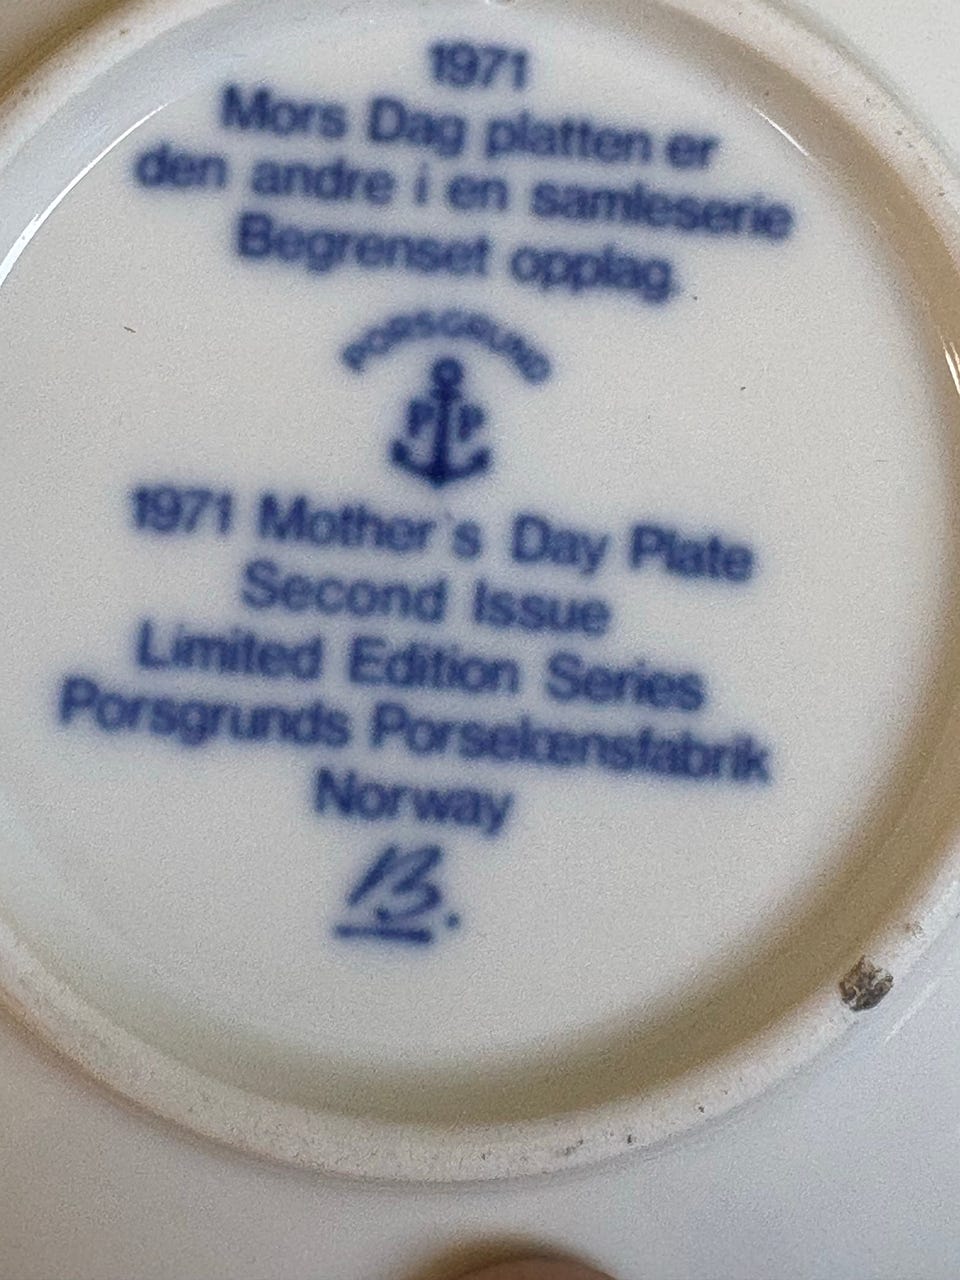 1971
Mors Dag platten er
den andre i en samleserie
Begrenset opplag.
PORSGRUND
P P
1971 Mother's Day Plate
Second Issue
Limited Edition Series
Porsgrunds Porselænsfabrik
Norway
B.